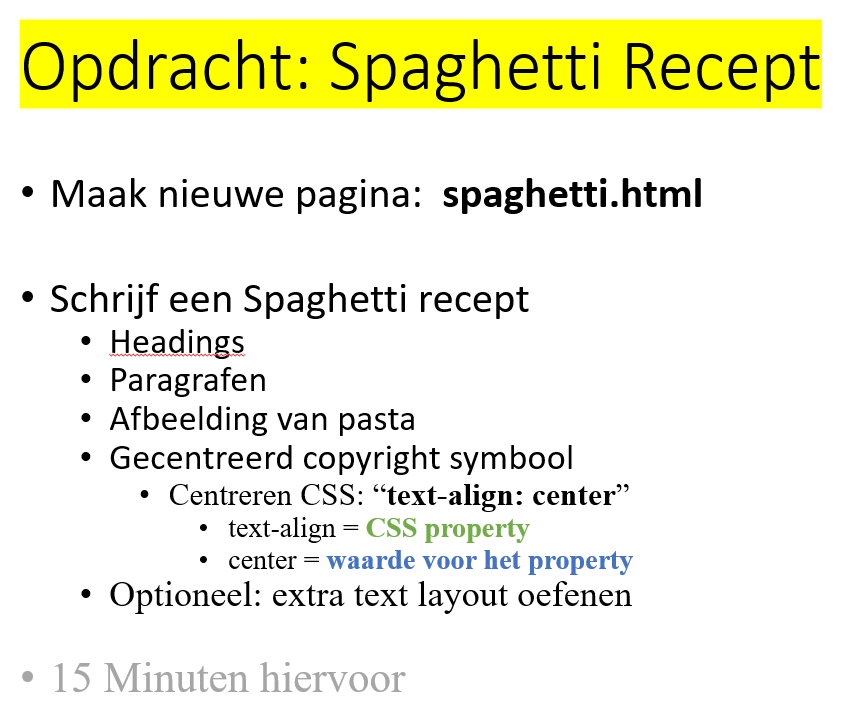 Opdracht: Spaghetti Recept
• Maak nieuwe pagina: spaghetti.html
• Schrijf een Spaghetti recept
• Headings
• Paragrafen
• Afbeelding van pasta
• Gecentreerd copyright symbool
• Centreren CSS: “text-align: center”
• text-align = CSS property
• center = waarde voor het property
• Optioneel: extra text layout oefenen
• 15 Minuten hiervoor